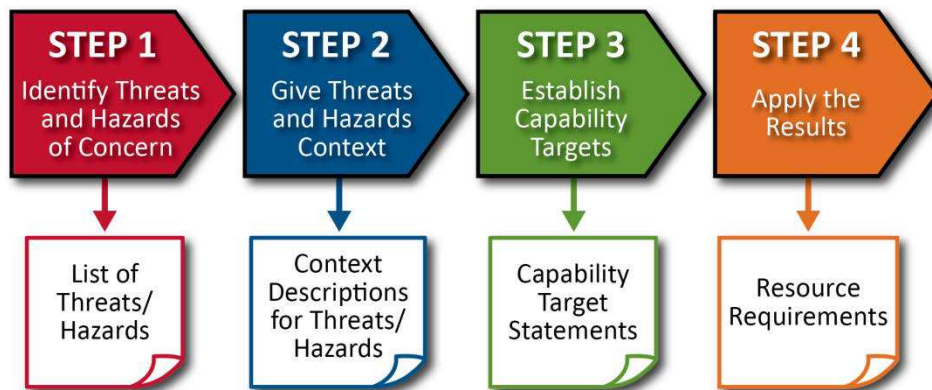 STEP 1
Identify Threats
and Hazards
of Concern
STEP 2
Give Threats
and Hazards
Context
STEP 3
Establish
Capability
Targets
STEP 4
Apply the
Results
List of
Threats/
Hazards
Context
Descriptions
for Threats/
Hazards
Capability
Target
Statements
Resource
Requirements